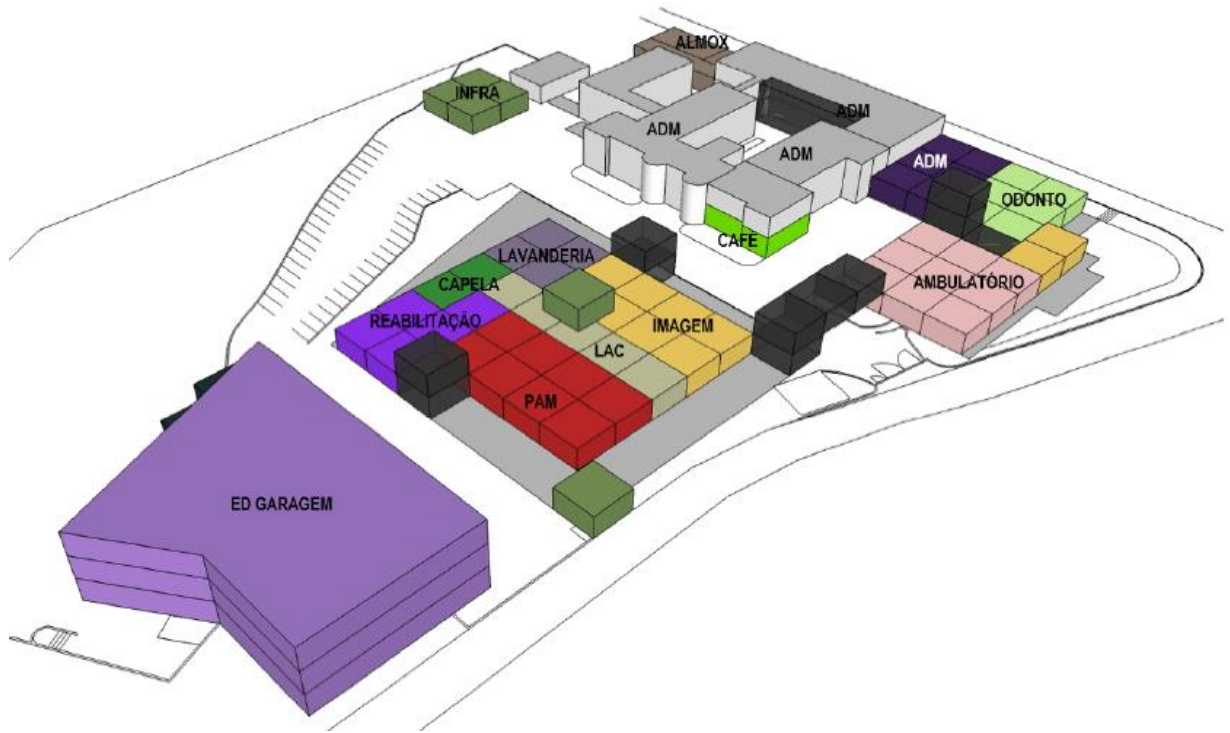 ALMOX
INFRA
ADM
ADM
ADM
ADM
ODONTO
CAFÉ
LAVANDERIA
CAPELA
AMBULATÓRIO
REABILITAÇÃO
IMAGEM
LAC
PAM
ED GARAGEM